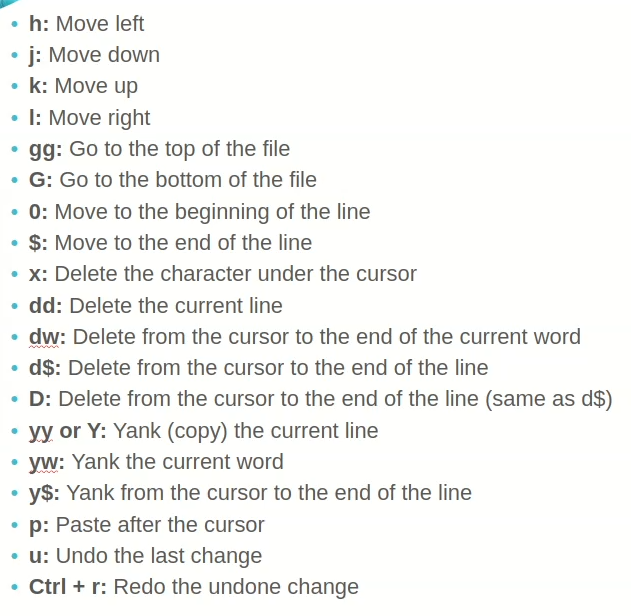 • h: Move left
• j: Move down
• k: Move up
• l: Move right
• gg: Go to the top of the file
• G: Go to the bottom of the file
• 0: Move to the beginning of the line
• $: Move to the end of the line
• x: Delete the character under the cursor
• dd: Delete the current line
• dw: Delete from the cursor to the end of the current word
• d$: Delete from the cursor to the end of the line
• D: Delete from the cursor to the end of the line (same as d$)
• yy or Y: Yank (copy) the current line
• yw: Yank the current word
• y$: Yank from the cursor to the end of the line
• p: Paste after the cursor
• u: Undo the last change
• Ctrl + r: Redo the undone change